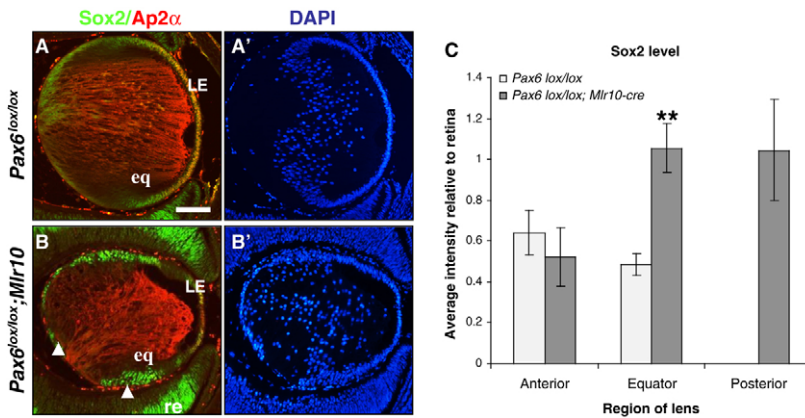 Sox2/Ap2α
DAPI
Pax6lox/lox
A
LE
eq
A'
Pax6lox/lox;Mlr10
B
LE
eq
re
B'
C
Sox2 level
Pax6 lox/lox
Pax6 lox/lox; Mlr10-cre
Average intensity relative to retina
1.4
1.2
1
0.8
0.6
0.4
0.2
0
**
Anterior
Equator
Posterior
Region of lens